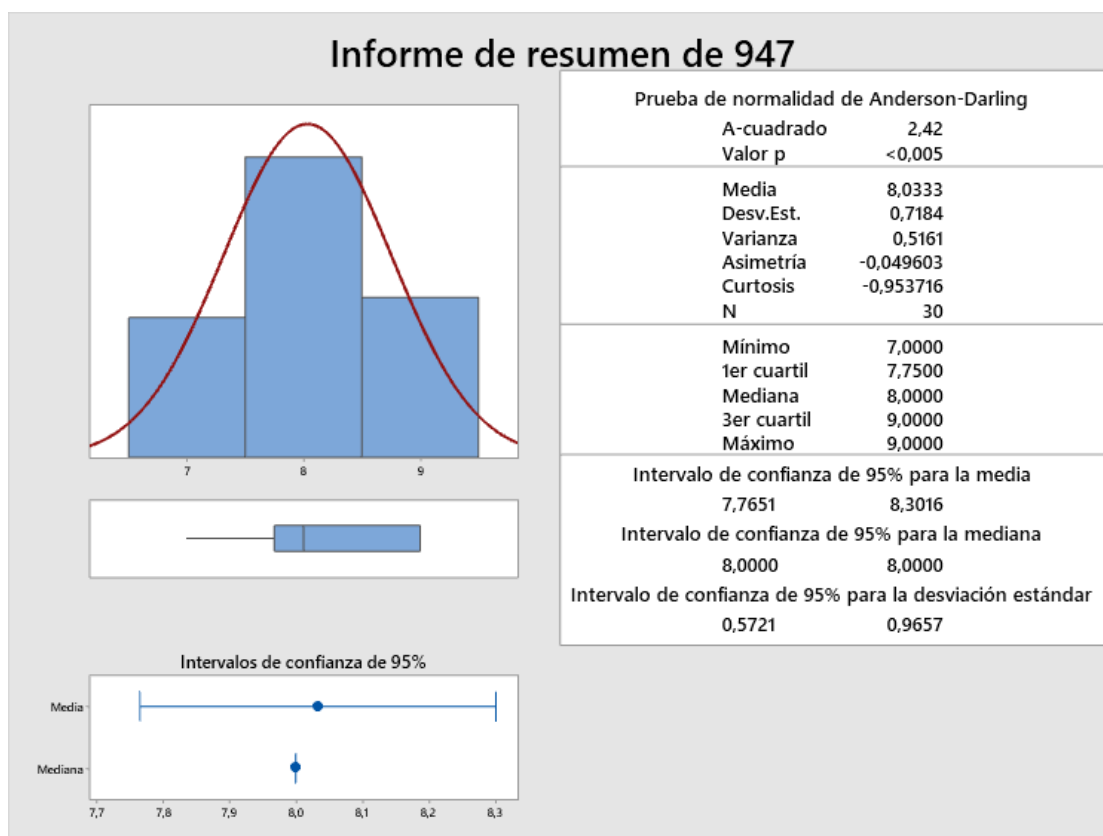 Informe de resumen de 947
7 8 9
Intervalos de confianza de 95%
Media
Mediana
7,7 7,8 7,9 8,0 8,1 8,2 8,3
Prueba de normalidad de Anderson-Darling
A-cuadrado 2,42
Valor p <0,005
Media 8,0333
Desv.Est. 0,7184
Varianza 0,5161
Asimetría -0,049603
Curtosis -0,953716
N 30
Mínimo 7,0000
1er cuartil 7,7500
Mediana 8,0000
3er cuartil 9,0000
Máximo 9,0000
Intervalo de confianza de 95% para la media
7,7651 8,3016
Intervalo de confianza de 95% para la mediana
8,0000 8,0000
Intervalo de confianza de 95% para la desviación estándar
0,5721 0,9657